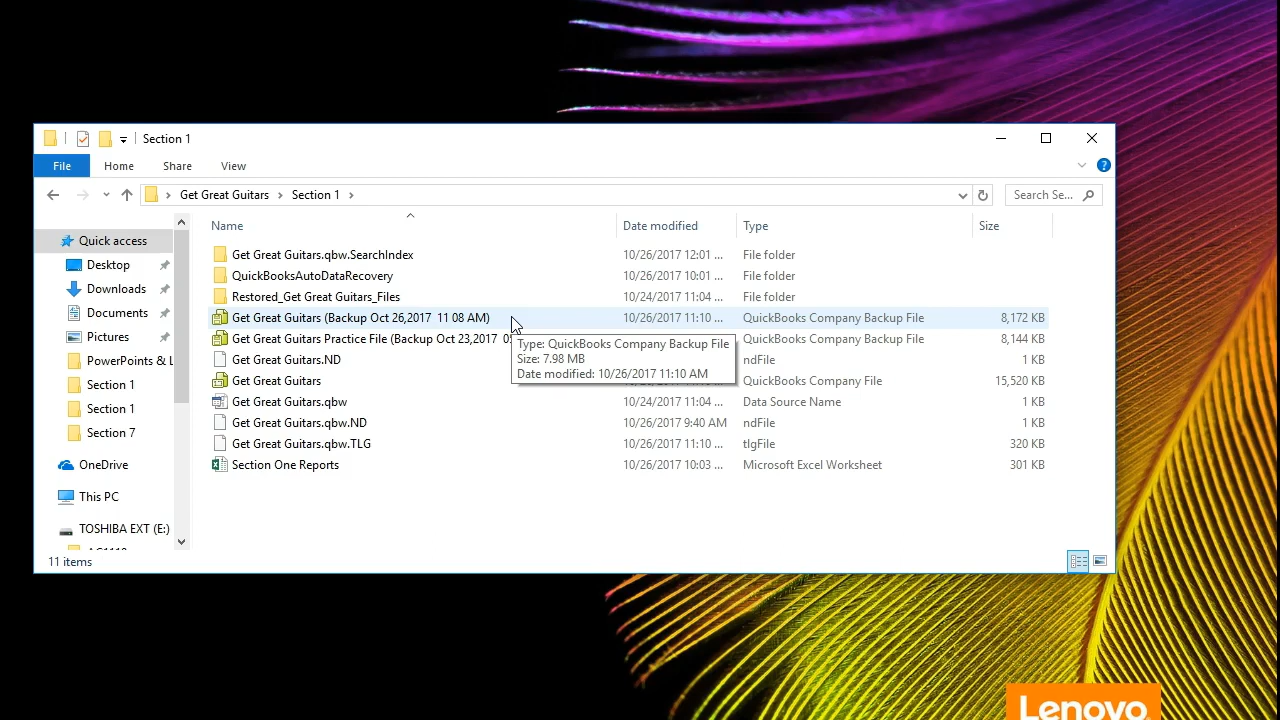 Section 1
File Home Share View
Get Great Guitars Section 1 Search Se...
Name Date modified Type Size
Quick access
Desktop
Downloads
Documents
Pictures
PowerPoints & L
Section 1
Section 1
Section 7
OneDrive
This PC
TOSHIBA EXT (E:)
Get Great Guitars.qbw.SearchIndex 10/26/2017 12:01 ... File folder
QuickBooksAutoDataRecovery 10/26/2017 10:01 ... File folder
Restored_Get Great Guitars_Files 10/24/2017 11:04 ... File folder
Get Great Guitars (Backup Oct 26,2017 11 08 AM) 10/26/2017 11:10 ... QuickBooks Company Backup File 8,172 KB
Get Great Guitars Practice File (Backup Oct 23,2017 QuickBooks Company Backup File 8,144 KB
Get Great Guitars.ND ndFile 1 KB
Get Great Guitars QuickBooks Company File 15,520 KB
Get Great Guitars.qbw 10/24/2017 11:04 ... Data Source Name 1 KB
Get Great Guitars.qbw.ND 10/26/2017 9:40 AM ndFile 1 KB
Get Great Guitars.qbw.TLG 10/26/2017 11:10 ... tlgFile 320 KB
Section One Reports 10/26/2017 10:03 ... Microsoft Excel Worksheet 301 KB
Type: QuickBooks Company Backup File
Size: 7.98 MB
Date modified: 10/26/2017 11:10 AM
11 items
Lenovo